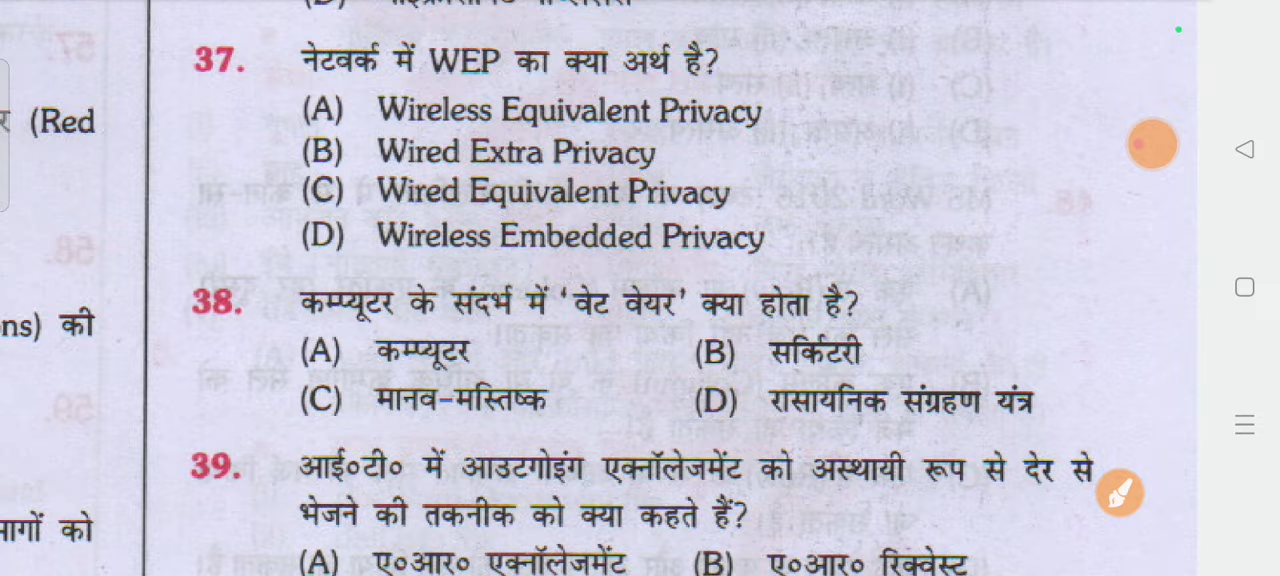 र (Red
ns) की
भागों को
37. नेटवर्क में WEP का क्या अर्थ है?
(A) Wireless Equivalent Privacy
(B) Wired Extra Privacy
(C) Wired Equivalent Privacy
(D) Wireless Embedded Privacy
38. कम्प्यूटर के संदर्भ में 'वेट वेयर' क्या होता है?
(A) कम्प्यूटर (B) सर्किटरी
(C) मानव-मस्तिष्क (D) रासायनिक संग्रहण यंत्र
39. आई०टी० में आउटगोइंग एक्नॉलेजमेंट को अस्थायी रूप से देर से
भेजने की तकनीक को क्या कहते हैं?
(A) ए०आर० एक्नॉलेजमेंट (B) ए०आर० रिक्वेस्ट